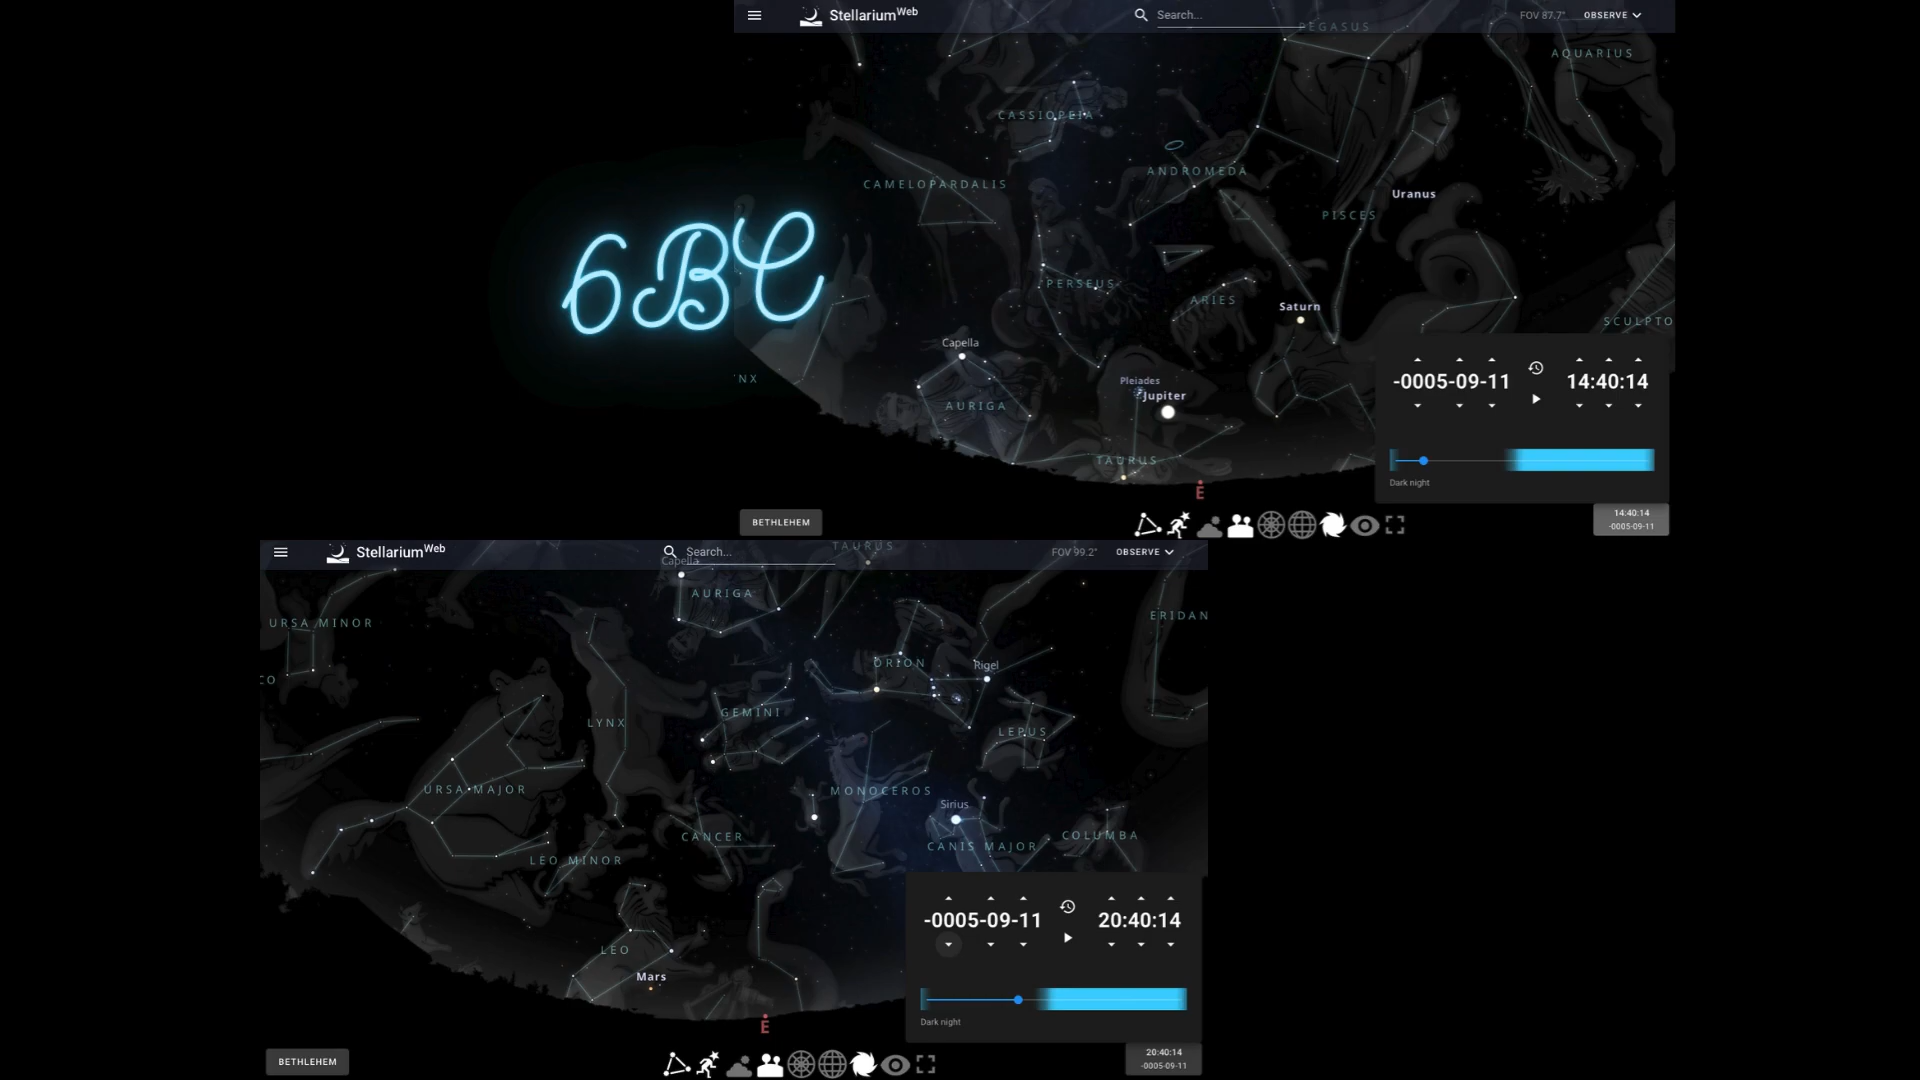 StellariumWeb
Search...
FOV 87.7°
OBSERVE
PEGASUS
AQUARIUS
CASSIOPEIA
ANDROMEDA
CAMELOPARDALIS
Uranus
PISCES
6BC
PERSEUS
ARIES
Saturn
SCULPTO
Capella
NX
Pleiades
Jupiter
AURIGA
TAURUS
-0005-09-11
14:40:14
Dark night
E
BETHLEHEM
14:40:14
-0005-09-11
StellariumWeb
Search...
FOV 99.2°
OBSERVE
TAURUS
Capella
AURIGA
URSA MINOR
ERIDAN
ORION
Rigel
CO
GEMINI
LYNX
LEPUS
URSA MAJOR
MONOCEROS
Sirius
CANCER
COLUMBA
CANIS MAJOR
LEO MINOR
LEO
Mars
-0005-09-11
20:40:14
Dark night
E
BETHLEHEM
20:40:14
-0005-09-11